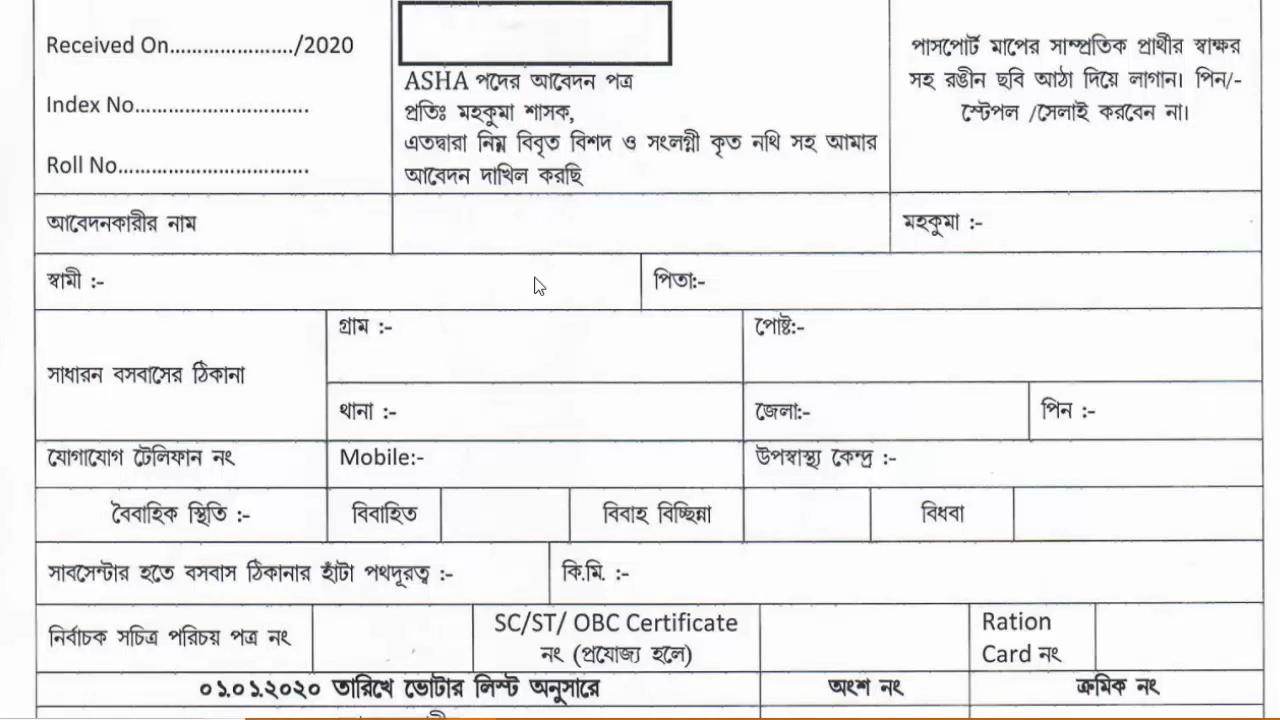 Received On...................../2020
Index No...............................
Roll No..................................
ASHA পদের আবেদন পত্র
প্রতিঃ মহকুমা শাসক,
এতদ্বারা নিম্ন বিবৃত বিশদ ও সংলগ্নী কৃত নথি সহ আমার
আবেদন দাখিল করছি
পাসপোর্ট মাপের সাম্প্রতিক প্রার্থীর স্বাক্ষর
সহ রঙীন ছবি আঠা দিয়ে লাগান। পিন/-
স্টেপল /সেলাই করবেন না।
আবেদনকারীর নাম
মহকুমা :-
স্বামী :-
পিতা:-
সাধারন বসবাসের ঠিকানা
গ্রাম :-
পোষ্ট:-
থানা :-
জেলা:-
পিন :-
যোগাযোগ টেলিফান নং
Mobile:-
উপস্বাস্থ্য কেন্দ্র :-
বৈবাহিক স্থিতি :-
বিবাহিত
বিবাহ বিচ্ছিন্না
বিধবা
সাবসেন্টার হতে বসবাস ঠিকানার হাঁটা পথদূরত্ব :-
কি.মি. :-
নির্বাচক সচিত্র পরিচয় পত্র নং
SC/ST/ OBC Certificate
নং (প্রযোজ্য হলে)
Ration
Card নং
০১.০১.২০২০ তারিখে ভোটার লিস্ট অনুসারে
অংশ নং
ক্রমিক নং